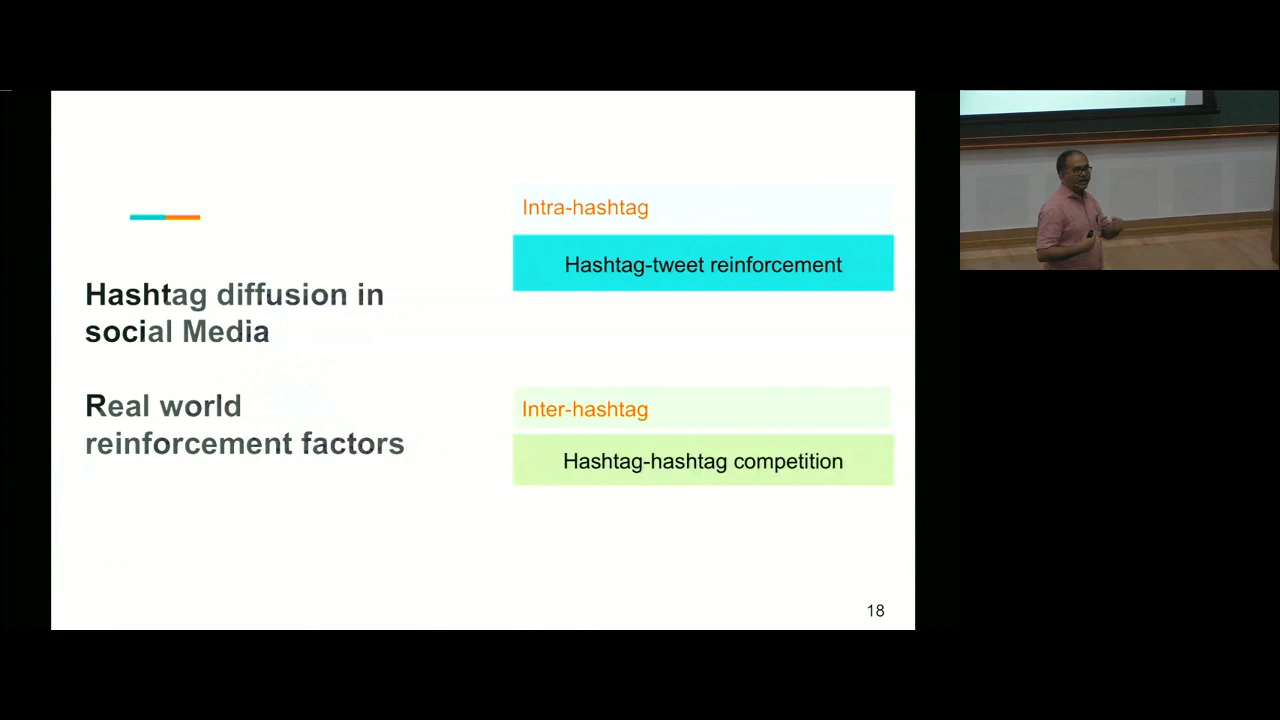 Hashtag diffusion in
social Media
Real world
reinforcement factors
Intra-hashtag
Hashtag-tweet reinforcement
Inter-hashtag
Hashtag-hashtag competition
18